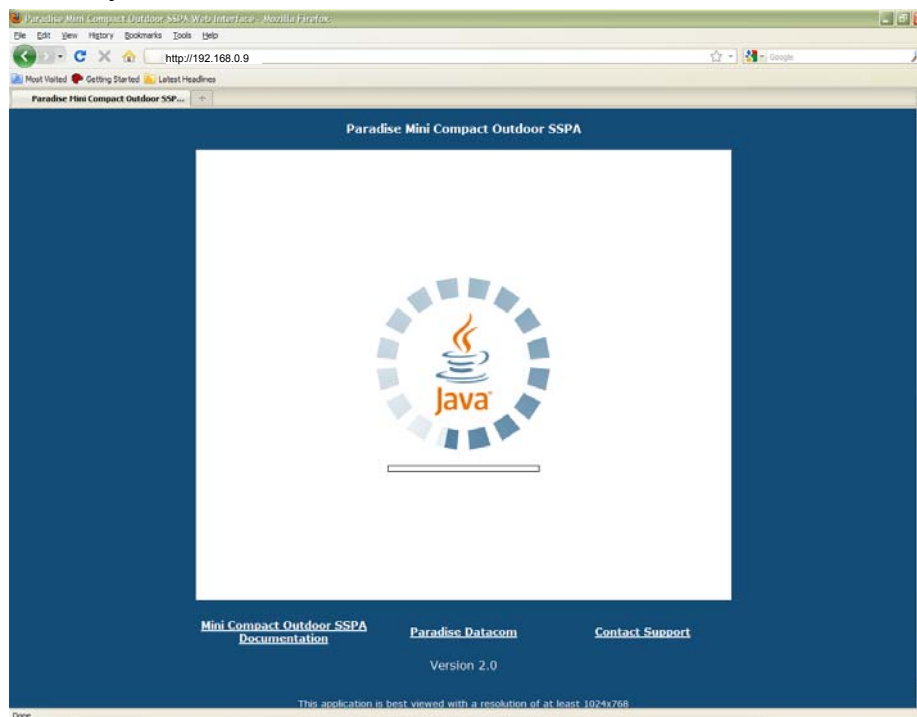 Paradise Mini Compact Outdoor SSPA Web Interface - Mozilla Firefox
File Edit View History Bookmarks Tools Help
http://192.168.0.9
Google
Most Visited Getting Started Latest Headlines
Paradise Mini Compact Outdoor SSP...
Paradise Mini Compact Outdoor SSPA
Java
Mini Compact Outdoor SSPA
Documentation
Paradise Datacom
Contact Support
Version 2.0
This application is best viewed with a resolution of at least 1024x768
Done